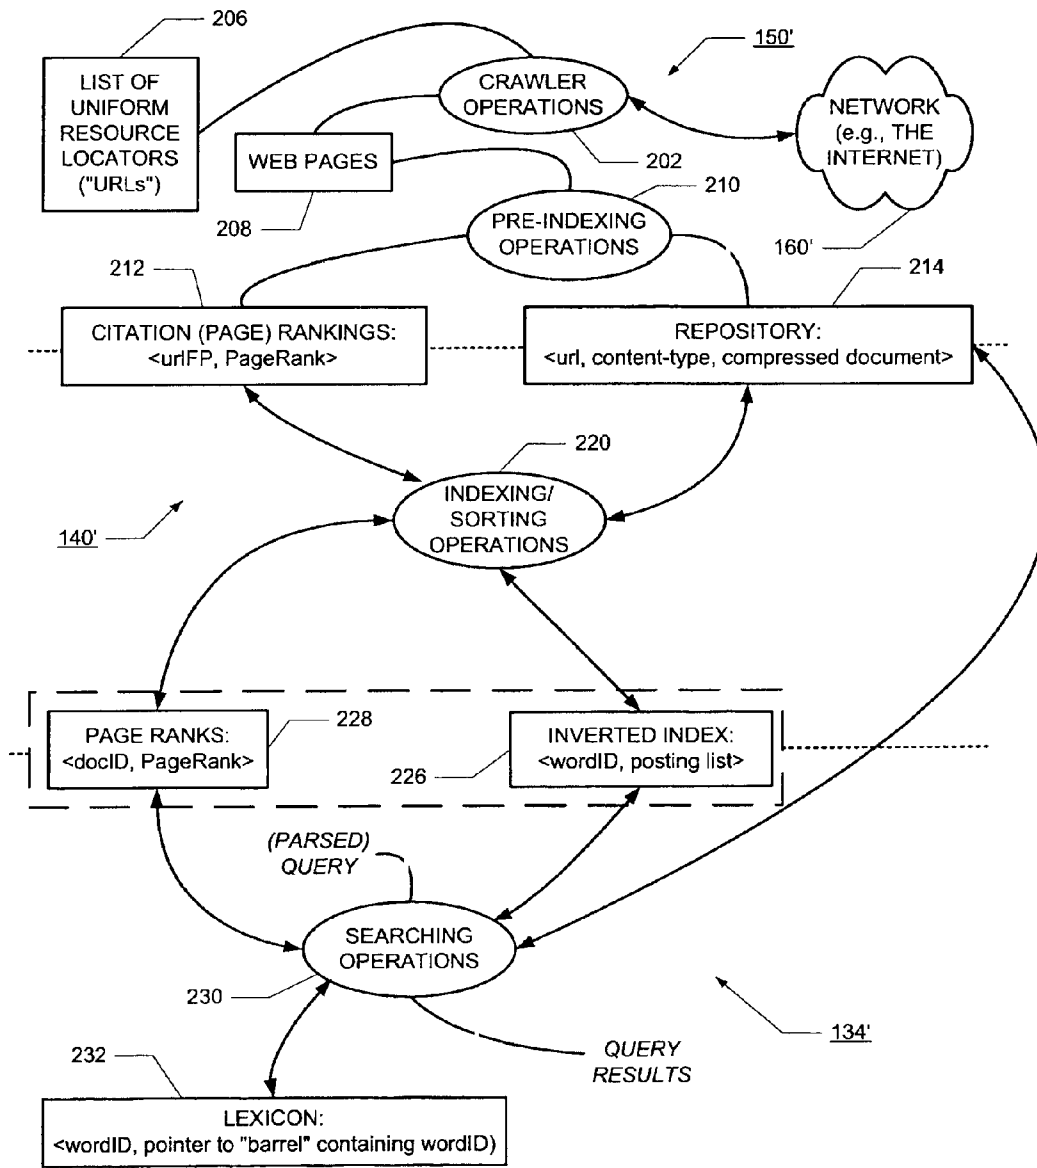 206
LIST OF
UNIFORM
RESOURCE
LOCATORS
("URLs")
CRAWLER
OPERATIONS
150'
NETWORK
(e.g., THE
INTERNET)
202
WEB PAGES
208
210
PRE-INDEXING
OPERATIONS
160'
212
214
CITATION (PAGE) RANKINGS:
<urlFP, PageRank>
REPOSITORY:
<url, content-type, compressed document>
220
INDEXING/
SORTING
OPERATIONS
140'
PAGE RANKS:
<docID, PageRank>
228
226
INVERTED INDEX:
<wordID, posting list>
(PARSED)
QUERY
SEARCHING
OPERATIONS
230
134'
QUERY
RESULTS
232
LEXICON:
<wordID, pointer to "barrel" containing wordID)